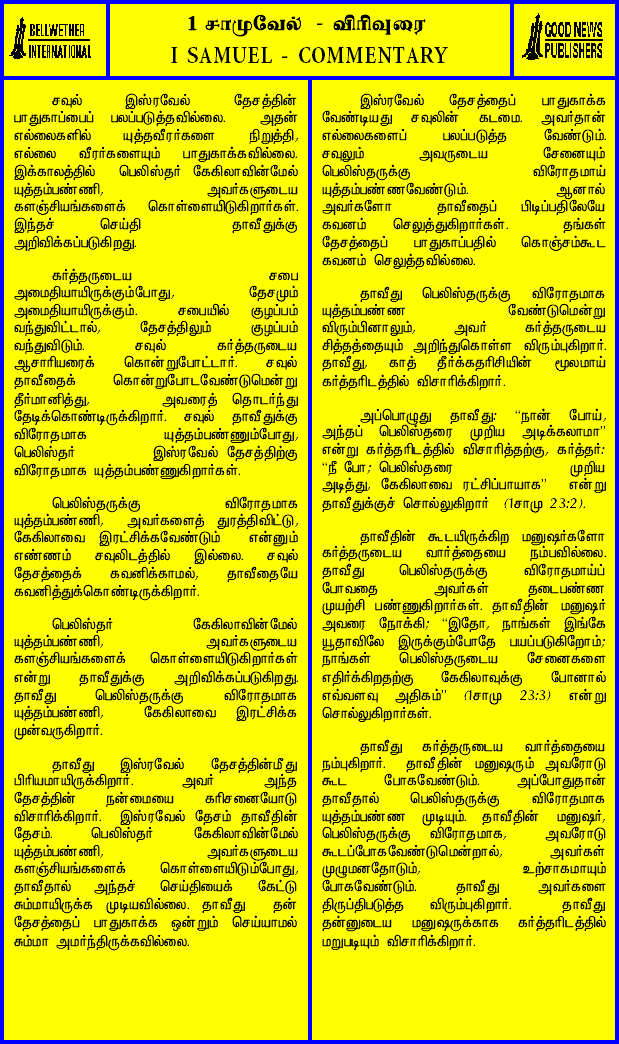 BELLWETHER
INTERNATIONAL
1 சாமுவேல் - விரிவுரை
I SAMUEL - COMMENTARY
GOOD NEWS
PUBLISHERS
சவுல் இஸ்ரவேல் தேசத்தின்
பாதுகாப்பைப் பலப்படுத்தவில்லை. அதன்
எல்லைகளில் யுத்தவீரர்களை நிறுத்தி,
எல்லை வீரர்களையும் பாதுகாக்கவில்லை.
இக்காலத்தில் பெலிஸ்தர் கேகிலாவின்மேல்
யுத்தம்பண்ணி, அவர்களுடைய
களஞ்சியங்களைக் கொள்ளையிடுகிறார்கள்.
இந்தச் செய்தி தாவீதுக்கு
அறிவிக்கப்படுகிறது.
கர்த்தருடைய சபை
அமைதியாயிருக்கும்போது, தேசமும்
அமைதியாயிருக்கும். சபையில் குழப்பம்
வந்துவிட்டால், தேசத்திலும் குழப்பம்
வந்துவிடும். சவுல் கர்த்தருடைய
ஆசாரியரைக் கொன்றுபோட்டார். சவுல்
தாவீதைக் கொன்றுபோடவேண்டுமென்று
தீர்மானித்து, அவரைத் தொடர்ந்து
தேடிக்கொண்டிருக்கிறார். சவுல் தாவீதுக்கு
விரோதமாக யுத்தம்பண்ணும்போது,
பெலிஸ்தர் இஸ்ரவேல் தேசத்திற்கு
விரோதமாக யுத்தம்பண்ணுகிறார்கள்.
பெலிஸ்தருக்கு விரோதமாக
யுத்தம்பண்ணி, அவர்களைத் துரத்திவிட்டு,
கேகிலாவை இரட்சிக்கவேண்டும் என்னும்
எண்ணம் சவுலிடத்தில் இல்லை. சவுல்
தேசத்தைக் கவனிக்காமல், தாவீதையே
கவனித்துக்கொண்டிருக்கிறார்.
பெலிஸ்தர் கேகிலாவின்மேல்
யுத்தம்பண்ணி, அவர்களுடைய
களஞ்சியங்களைக் கொள்ளையிடுகிறார்கள்
என்று தாவீதுக்கு அறிவிக்கப்படுகிறது.
தாவீது பெலிஸ்தருக்கு விரோதமாக
யுத்தம்பண்ணி, கேகிலாவை இரட்சிக்க
முன்வருகிறார்.
தாவீது இஸ்ரவேல் தேசத்தின்மீது
பிரியமாயிருக்கிறார். அவர் அந்த
தேசத்தின் நன்மையை கரிசனையோடு
விசாரிக்கிறார். இஸ்ரவேல் தேசம் தாவீதின்
தேசம். பெலிஸ்தர் கேகிலாவின்மேல்
யுத்தம்பண்ணி, அவர்களுடைய
களஞ்சியங்களைக் கொள்ளையிடும்போது,
தாவீதால் அந்தச் செய்தியைக் கேட்டு
சும்மாயிருக்க முடியவில்லை. தாவீது தன்
தேசத்தைப் பாதுகாக்க ஒன்றும் செய்யாமல்
சும்மா அமர்ந்திருக்கவில்லை.
இஸ்ரவேல் தேசத்தைப் பாதுகாக்க
வேண்டியது சவுலின் கடமை. அவர்தான்
எல்லைகளைப் பலப்படுத்த வேண்டும்.
சவுலும் அவருடைய சேனையும்
பெலிஸ்தருக்கு விரோதமாய்
யுத்தம்பண்ணவேண்டும். ஆனால்
அவர்களோ தாவீதைப் பிடிப்பதிலேயே
கவனம் செலுத்துகிறார்கள். தங்கள்
தேசத்தைப் பாதுகாப்பதில் கொஞ்சம்கூட
கவனம் செலுத்தவில்லை.
தாவீது பெலிஸ்தருக்கு விரோதமாக
யுத்தம்பண்ண வேண்டுமென்று
விரும்பினாலும், அவர் கர்த்தருடைய
சித்தத்தையும் அறிந்துகொள்ள விரும்புகிறார்.
தாவீது, காத் தீர்க்கதரிசியின் மூலமாய்
கர்த்தரிடத்தில் விசாரிக்கிறார்.
அப்பொழுது தாவீது: “நான் போய்,
அந்தப் பெலிஸ்தரை முறிய அடிக்கலாமா”
என்று கர்த்தரிடத்தில் விசாரித்ததற்கு, கர்த்தர்:
“நீ போ; பெலிஸ்தரை முறிய
அடித்து, கேகிலாவை ரட்சிப்பாயாக” என்று
தாவீதுக்குச் சொல்லுகிறார் (1சாமு 23:2).
தாவீதின் கூடயிருக்கிற மனுஷர்களோ
கர்த்தருடைய வார்த்தையை நம்பவில்லை.
தாவீது பெலிஸ்தருக்கு விரோதமாய்ப்
போவதை அவர்கள் தடைபண்ண
முயற்சி பண்ணுகிறார்கள். தாவீதின் மனுஷர்
அவரை நோக்கி; “இதோ, நாங்கள் இங்கே
யூதாவிலே இருக்கும்போதே பயப்படுகிறோம்;
நாங்கள் பெலிஸ்தருடைய சேனைகளை
எதிர்க்கிறதற்கு கேகிலாவுக்கு போனால்
எவ்வளவு அதிகம்” (1சாமு 23:3) என்று
சொல்லுகிறார்கள்.
தாவீது கர்த்தருடைய வார்த்தையை
நம்புகிறார். தாவீதின் மனுஷரும் அவரோடு
கூட போகவேண்டும். அப்போதுதான்
தாவீதால் பெலிஸ்தருக்கு விரோதமாக
யுத்தம்பண்ண முடியும். தாவீதின் மனுஷர்,
பெலிஸ்தருக்கு விரோதமாக, அவரோடு
கூடப்போகவேண்டுமென்றால், அவர்கள்
முழுமனதோடும், உற்சாகமாயும்
போகவேண்டும். தாவீது அவர்களை
திருப்திபடுத்த விரும்புகிறார். தாவீது
தன்னுடைய மனுஷருக்காக கர்த்தரிடத்தில்
மறுபடியும் விசாரிக்கிறார்.